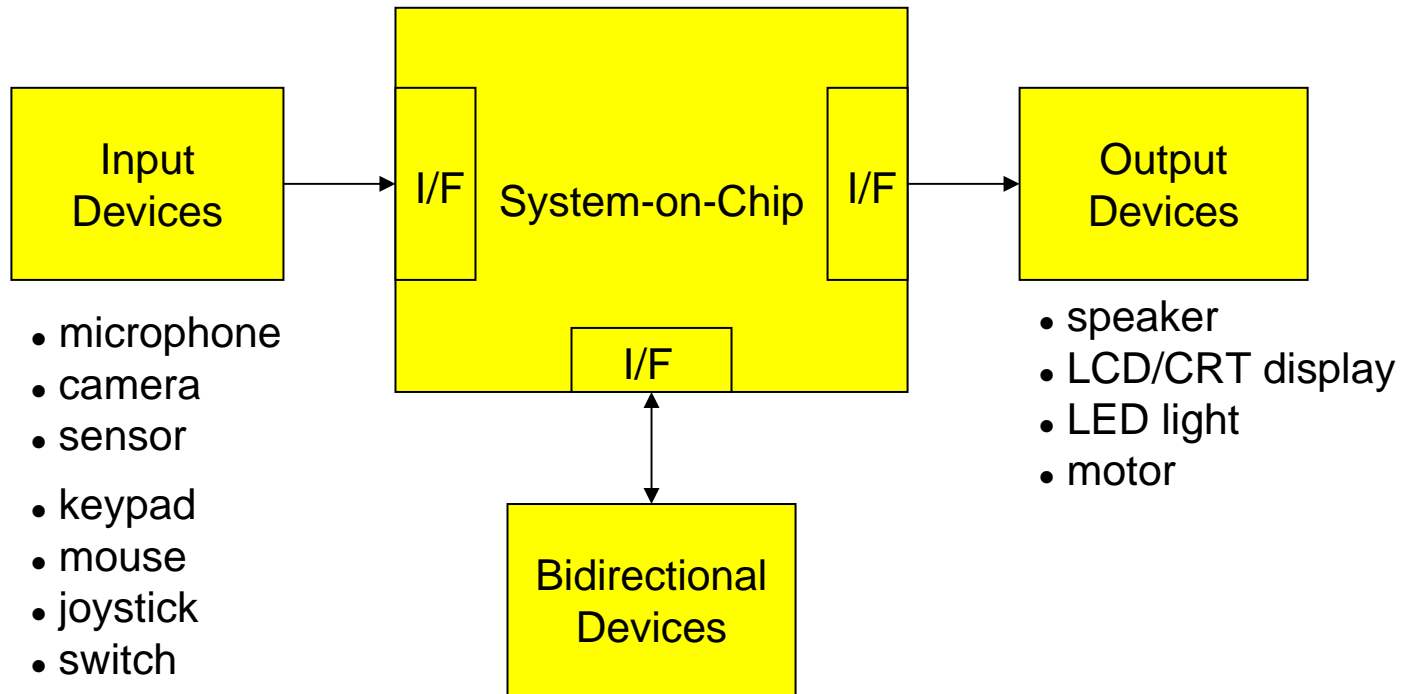 Input
Devices
I/F
System-on-Chip
I/F
Output
Devices
I/F
• microphone
• camera
• sensor
• keypad
• mouse
• joystick
• switch
• speaker
• LCD/CRT display
• LED light
• motor
Bidirectional
Devices